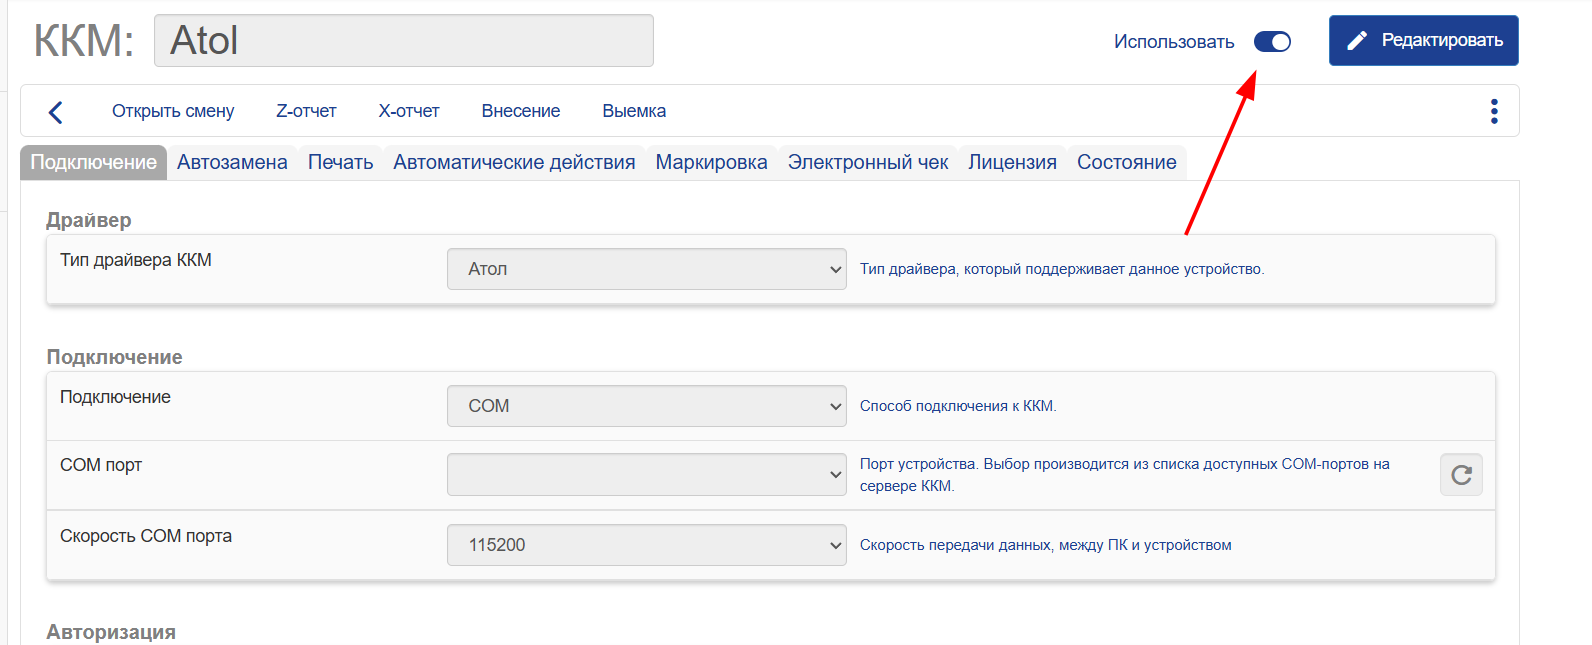 ККМ: Atol Использовать Редактировать
Открыть смену Z-отчет X-отчет Внесение Выемка
Подключение Автозамена Печать Автоматические действия Маркировка Электронный чек Лицензия Состояние
Драйвер
Тип драйвера ККМ Атол Тип драйвера, который поддерживает данное устройство.
Подключение
Подключение COM Способ подключения к ККМ.
COM порт Порт устройства. Выбор производится из списка доступных COM-портов на
сервере ККМ.
Скорость COM порта 115200 Скорость передачи данных, между ПК и устройством
Авторизация